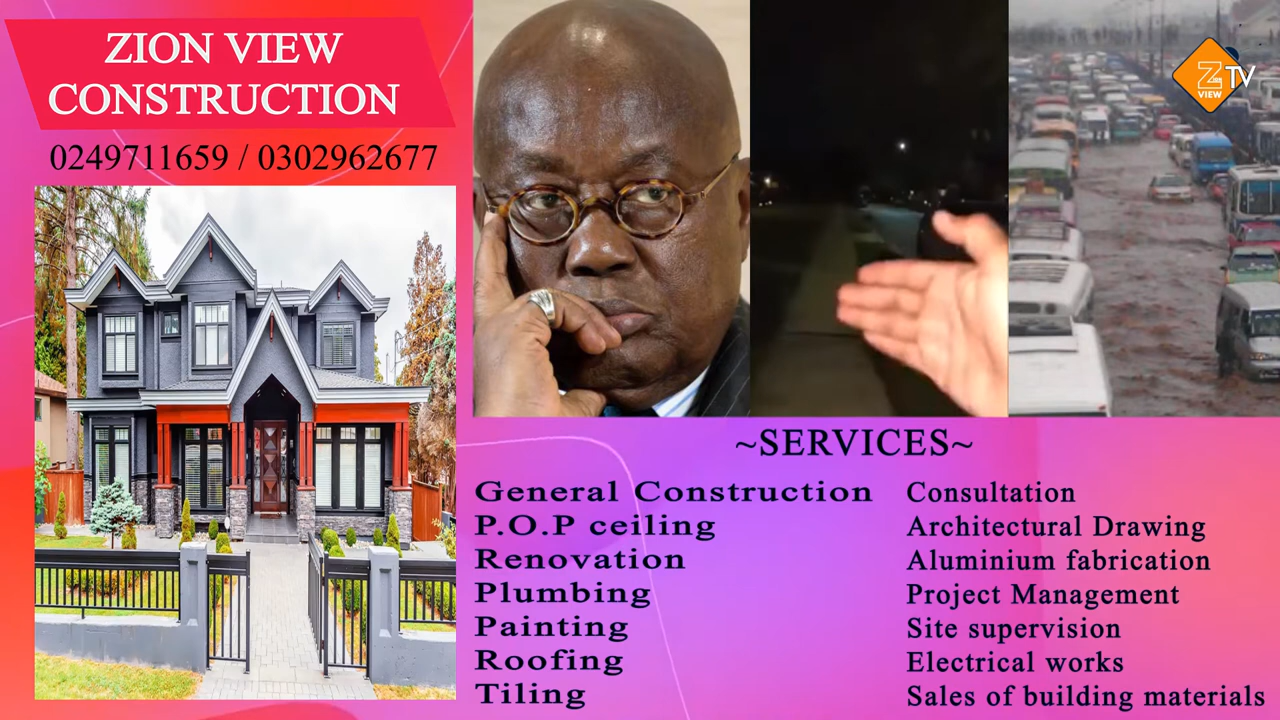 ZION VIEW
CONSTRUCTION
0249711659 / 0302962677
Z TV
VIEW
~SERVICES~
General Construction
P.O.P ceiling
Renovation
Plumbing
Painting
Roofing
Tiling
Consultation
Architectural Drawing
Aluminium fabrication
Project Management
Site supervision
Electrical works
Sales of building materials